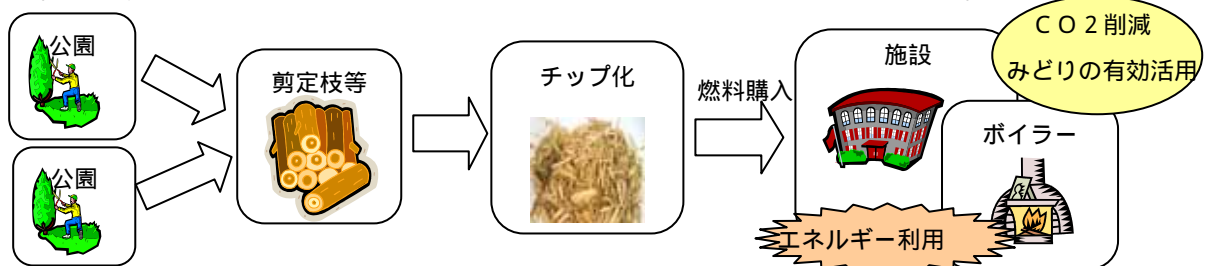 公園
公園
剪定枝等
チップ化
燃料購入
施設
ボイラー
ＣＯ２削減
みどりの有効活用
エネルギー利用